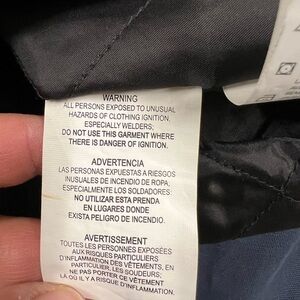 WARNING
ALL PERSONS EXPOSED TO UNUSUAL
HAZARDS OF CLOTHING IGNITION,
ESPECIALLY WELDERS;
DO NOT USE THIS GARMENT WHERE
THERE IS DANGER OF IGNITION.
ADVERTENCIA
LAS PERSONAS EXPUESTAS A RIESGOS
INUSUALES DE INCENDIO DE ROPA,
ESPECIALMENTE LOS SOLDADORES:
NO UTILIZAR ESTA PRENDA
EN LUGARES DONDE
EXISTA PELIGRO DE INCENDIO.
AVERTISSEMENT
TOUTES LES PERSONNES EXPOSÉES
AUX RISQUES PARTICULIERS
D'INFLAMMATION DES VÊTEMENTS, EN
PARTICULIER, LES SOUDEURS;
NE PAS PORTER CE VÊTEMENT
LÀ OÙ IL Y A RISQUE D'INFLAMMATION.